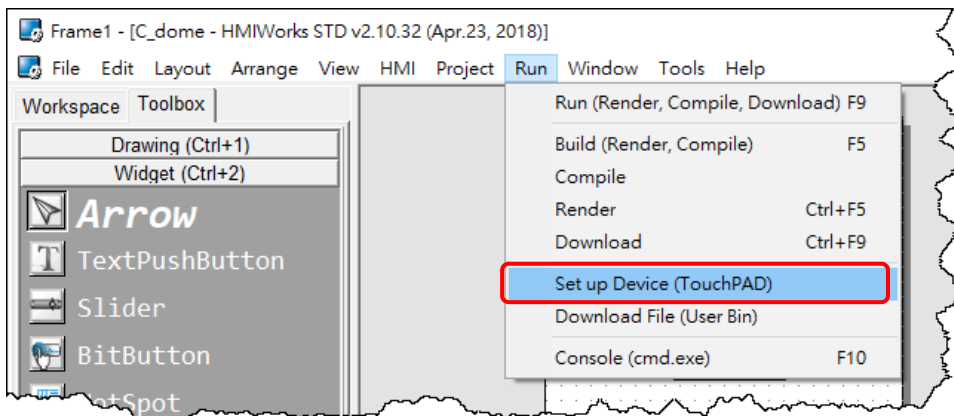 Frame1 - [C_dome - HMIWorks STD v2.10.32 (Apr.23, 2018)]
File Edit Layout Arrange View HMI Project Run Window Tools Help
Workspace Toolbox
Drawing (Ctrl+1)
Widget (Ctrl+2)
Arrow
T TextPushButton
Slider
BitButton
HotSpot
Run (Render, Compile, Download) F9
Build (Render, Compile) F5
Compile
Render Ctrl+F5
Download Ctrl+F9
Set up Device (TouchPAD)
Download File (User Bin)
Console (cmd.exe) F10